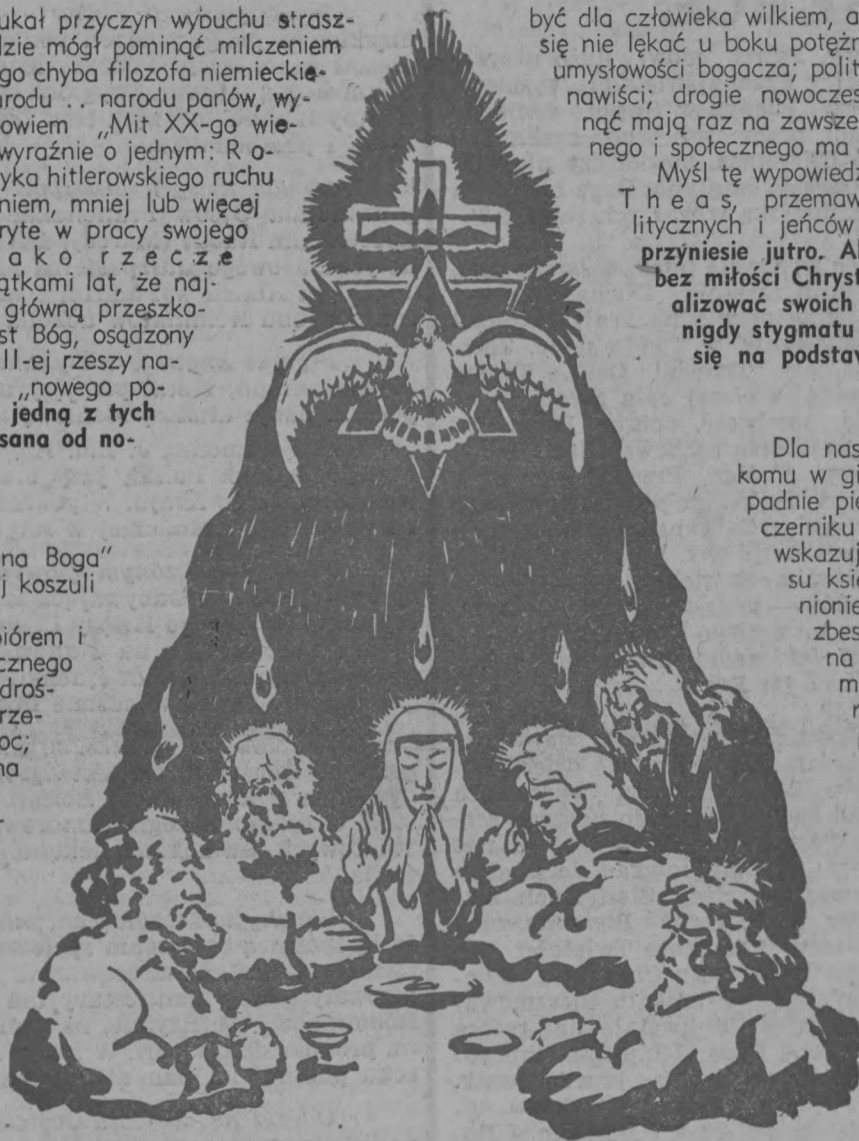 ukał przyczyn wybuchu strasz-
dzie mógł pominąć milczeniem
go chyba filozofa niemieckie-
arodu . . narodu panów, wy-
owiem „Mit XX-go wie-
wyraźnie o jednym: R o-
yka hitlerowskiego ruchu
niem, mniej lub więcej
ryte w pracy swojego
a k o r z e c z e
ątkami lat, że naj-
główną przeszka-
st Bóg, osądzony
II-ej rzeszy na-
„nowego po-
jedną z tych
sana od no-
na Boga"
j koszuli
piórem i
cznego
droś-
rze-
oc;
na
być dla człowieka wilkiem, a
się nie lękać u boku potężn
umysłowości bogacza; polit
nawiści; drogie nowoczes
nąć mają raz na zawsze
nego i społecznego ma
Myśl tę wypowiedz
T h e a s, przemaw
litycznych i jeńców
przyniesie jutro. Al
bez miłości Chryst
alizować swoich
nigdy stygmatu
się na podstaw
Dla nas
komu w gi
padnie pie
czerniku
wskazuj
su ksie
nionie
zbes
na
m